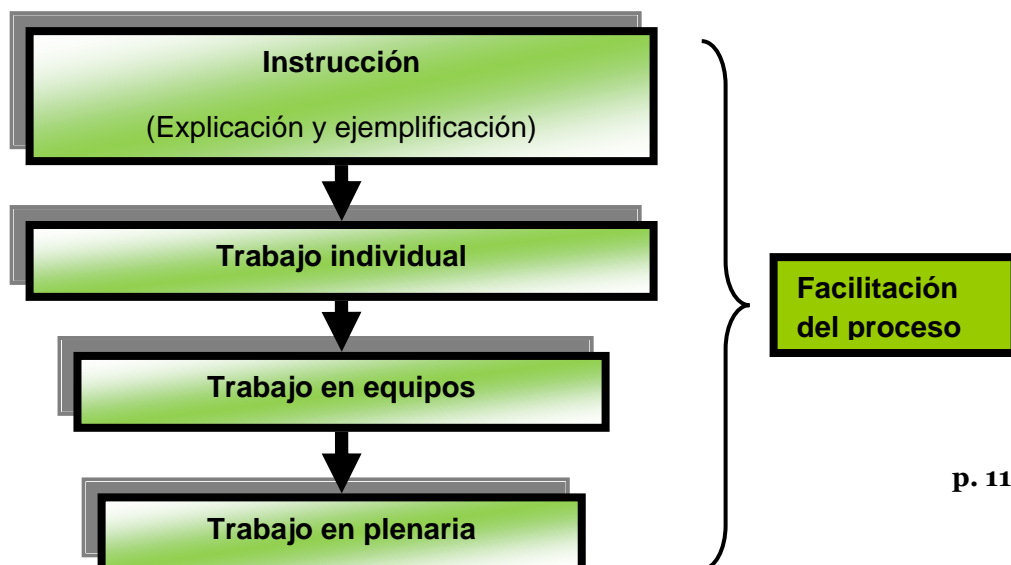 Instrucción
(Explicación y ejemplificación)
Trabajo individual
Facilitación
del proceso
Trabajo en equipos
p. 11
Trabajo en plenaria